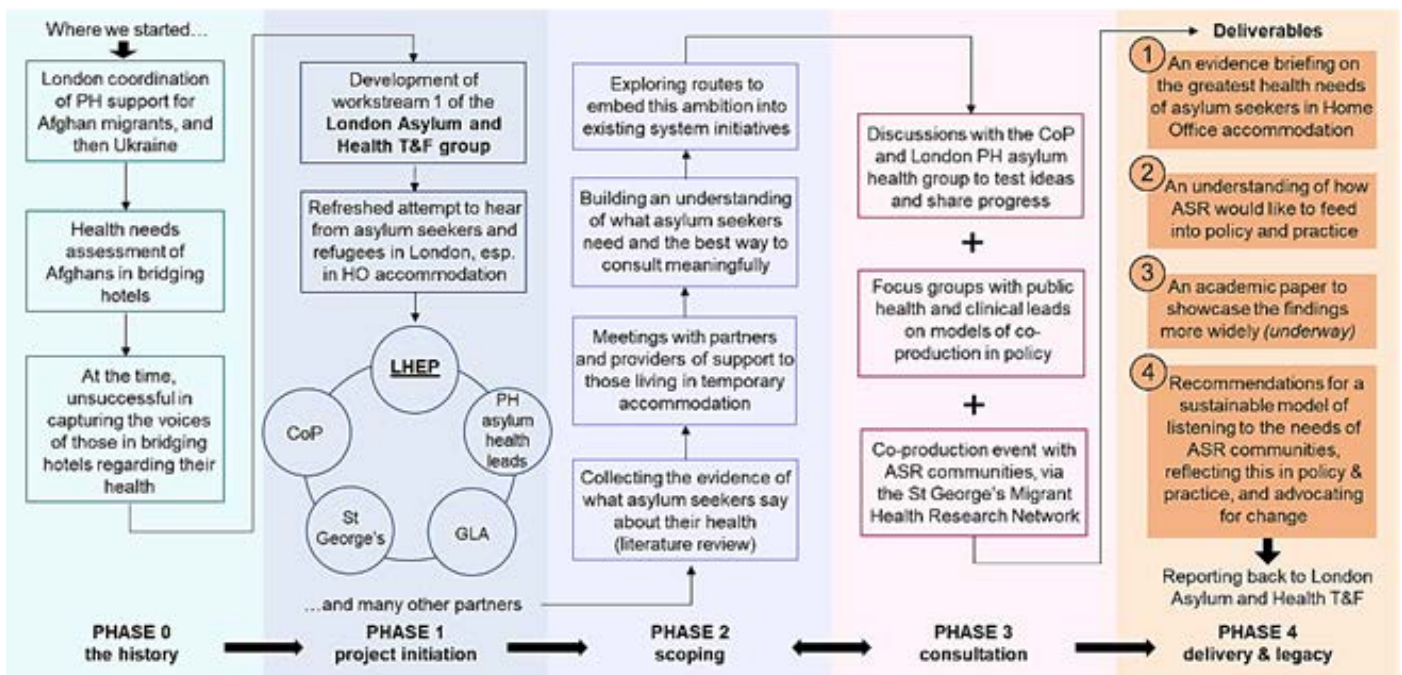 Where we started…
London coordination
of PH support for
Afghan migrants, and
then Ukraine
Health needs
assessment of
Afghans in bridging
hotels
At the time,
unsuccessful in
capturing the voices
of those in bridging
hotels regarding their
health
Development of
workstream 1 of the
London Asylum and
Health T&F group
Refreshed attempt to hear
from asylum seekers and
refugees in London, esp.
in HO accommodation
LHEP
CoP
PH
asylum
health
leads
St
George's
GLA
…and many other partners
Exploring routes to
embed this ambition into
existing system initiatives
Building an understanding
of what asylum seekers
need and the best way to
consult meaningfully
Meetings with partners
and providers of support to
those living in temporary
accommodation
Collecting the evidence of
what asylum seekers say
about their health
(literature review)
Discussions with the CoP
and London PH asylum
health group to test ideas
and share progress
+
Focus groups with public
health and clinical leads
on models of co-
production in policy
+
Co-production event with
ASR communities, via
the St George's Migrant
Health Research Network
Deliverables
1
An evidence briefing on
the greatest health needs
of asylum seekers in Home
Office accommodation
2
An understanding of how
ASR would like to feed
into policy and practice
3
An academic paper to
showcase the findings
more widely (underway)
4
Recommendations for a
sustainable model of
listening to the needs of
ASR communities,
reflecting this in policy &
practice, and advocating
for change
Reporting back to London
Asylum and Health T&F
PHASE 0
the history
PHASE 1
project initiation
PHASE 2
scoping
PHASE 3
consultation
PHASE 4
delivery & legacy